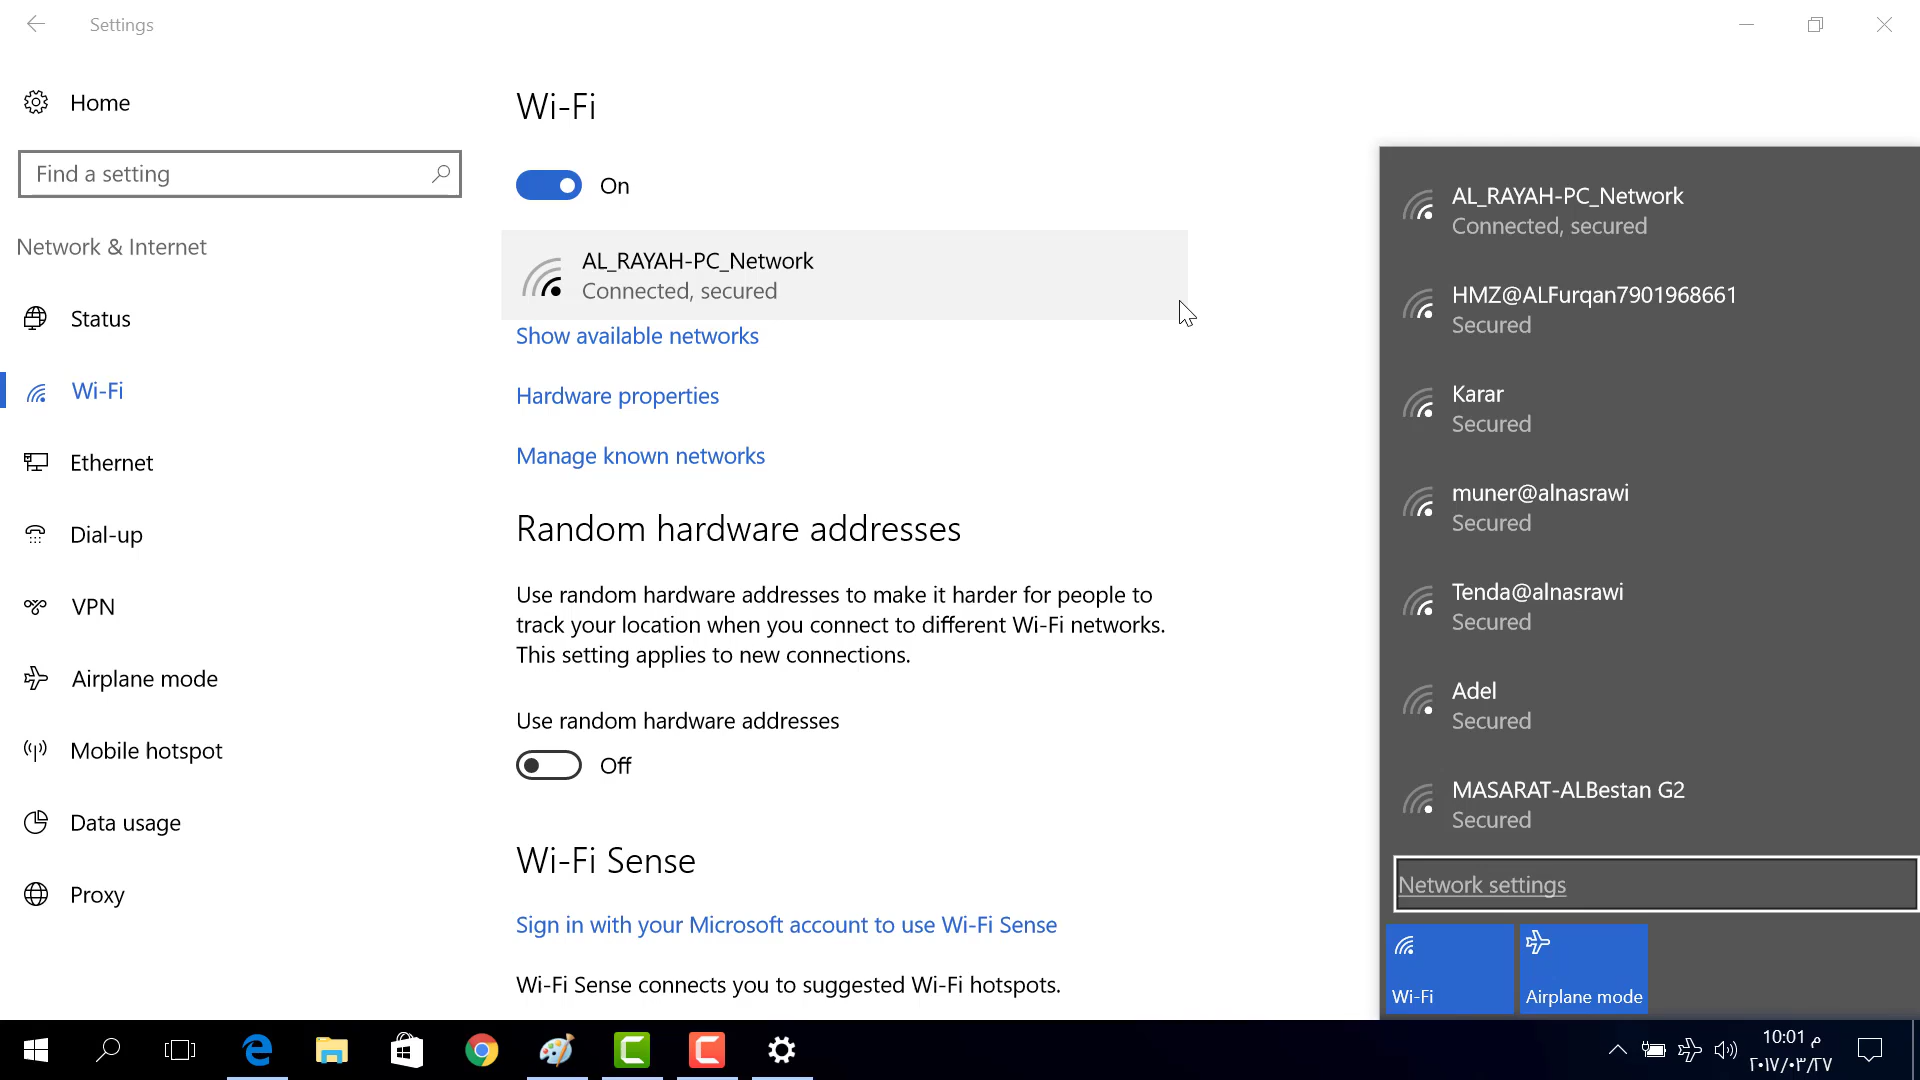 Settings
Home
Find a setting
Network & Internet
Status
Wi-Fi
Ethernet
Dial-up
VPN
Airplane mode
Mobile hotspot
Data usage
Proxy
Wi-Fi
On
AL_RAYAH-PC_Network
Connected, secured
Show available networks
Hardware properties
Manage known networks
Random hardware addresses
Use random hardware addresses to make it harder for people to
track your location when you connect to different Wi-Fi networks.
This setting applies to new connections.
Use random hardware addresses
Off
Wi-Fi Sense
Sign in with your Microsoft account to use Wi-Fi Sense
Wi-Fi Sense connects you to suggested Wi-Fi hotspots.
AL_RAYAH-PC_Network
Connected, secured
HMZ@ALFurqan7901968661
Secured
Karar
Secured
muner@alnasrawi
Secured
Tenda@alnasrawi
Secured
Adel
Secured
MASARAT-ALBestan G2
Secured
Network settings
Wi-Fi
Airplane mode
10:01 م
٢٠١٧/٠٣/٢٧